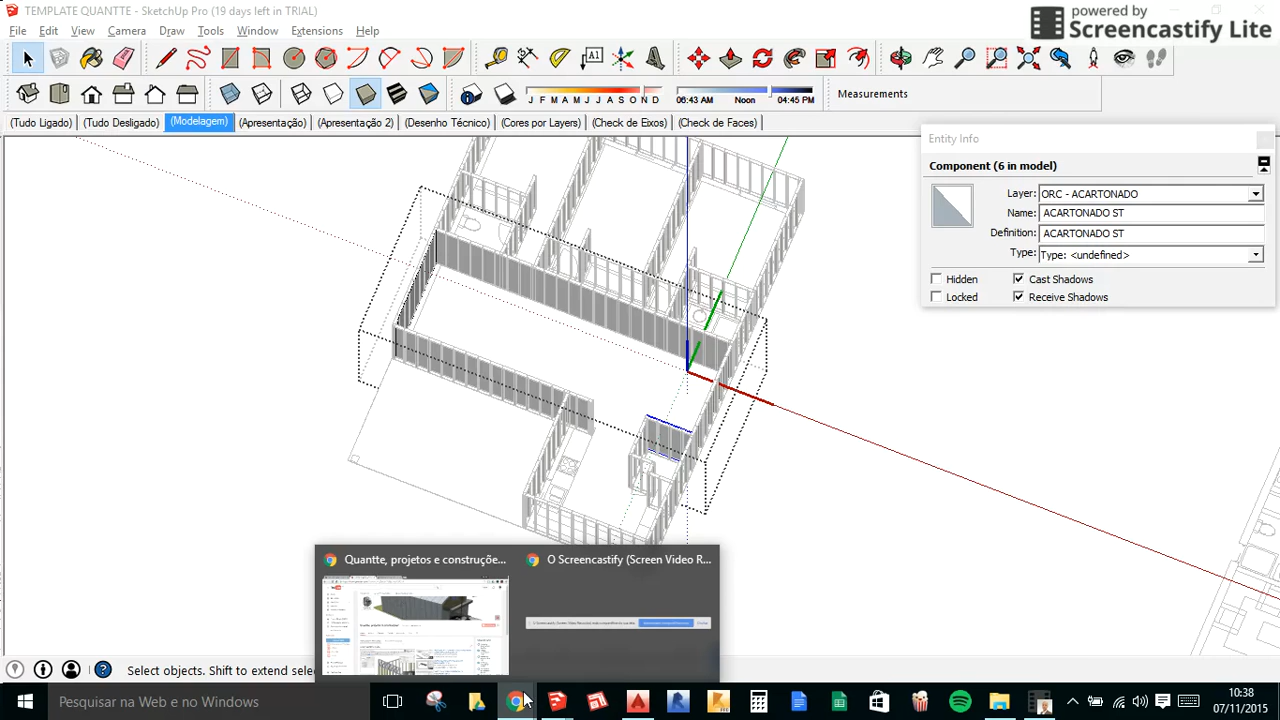 TEMPLATE QUANTTE - SketchUp Pro (19 days left in TRIAL)
powered by
Screencastify Lite
File Edit View Camera Draw Tools Window Extensions Help
A1
J F M A M J J A S O N D
06:43 AM Noon 04:45 PM
Measurements
(Tudo Ligado) (Tudo Desligado) (Modelagem) (Apresentação) (Apresentação 2) (Desenho Técnico) (Cores por Layers) (Check de Eixos) (Check de Faces)
Entity Info
Component (6 in model)
Layer: ORC - ACARTONADO
Name: ACARTONADO ST
Definition: ACARTONADO ST
Type: Type: <undefined>
Hidden Cast Shadows
Locked Receive Shadows
Quantte, projetos e construçõe... O Screencastify (Screen Video R...
objects. Shift to extend selec
Pesquisar na Web e no Windows
10:38
07/11/2015